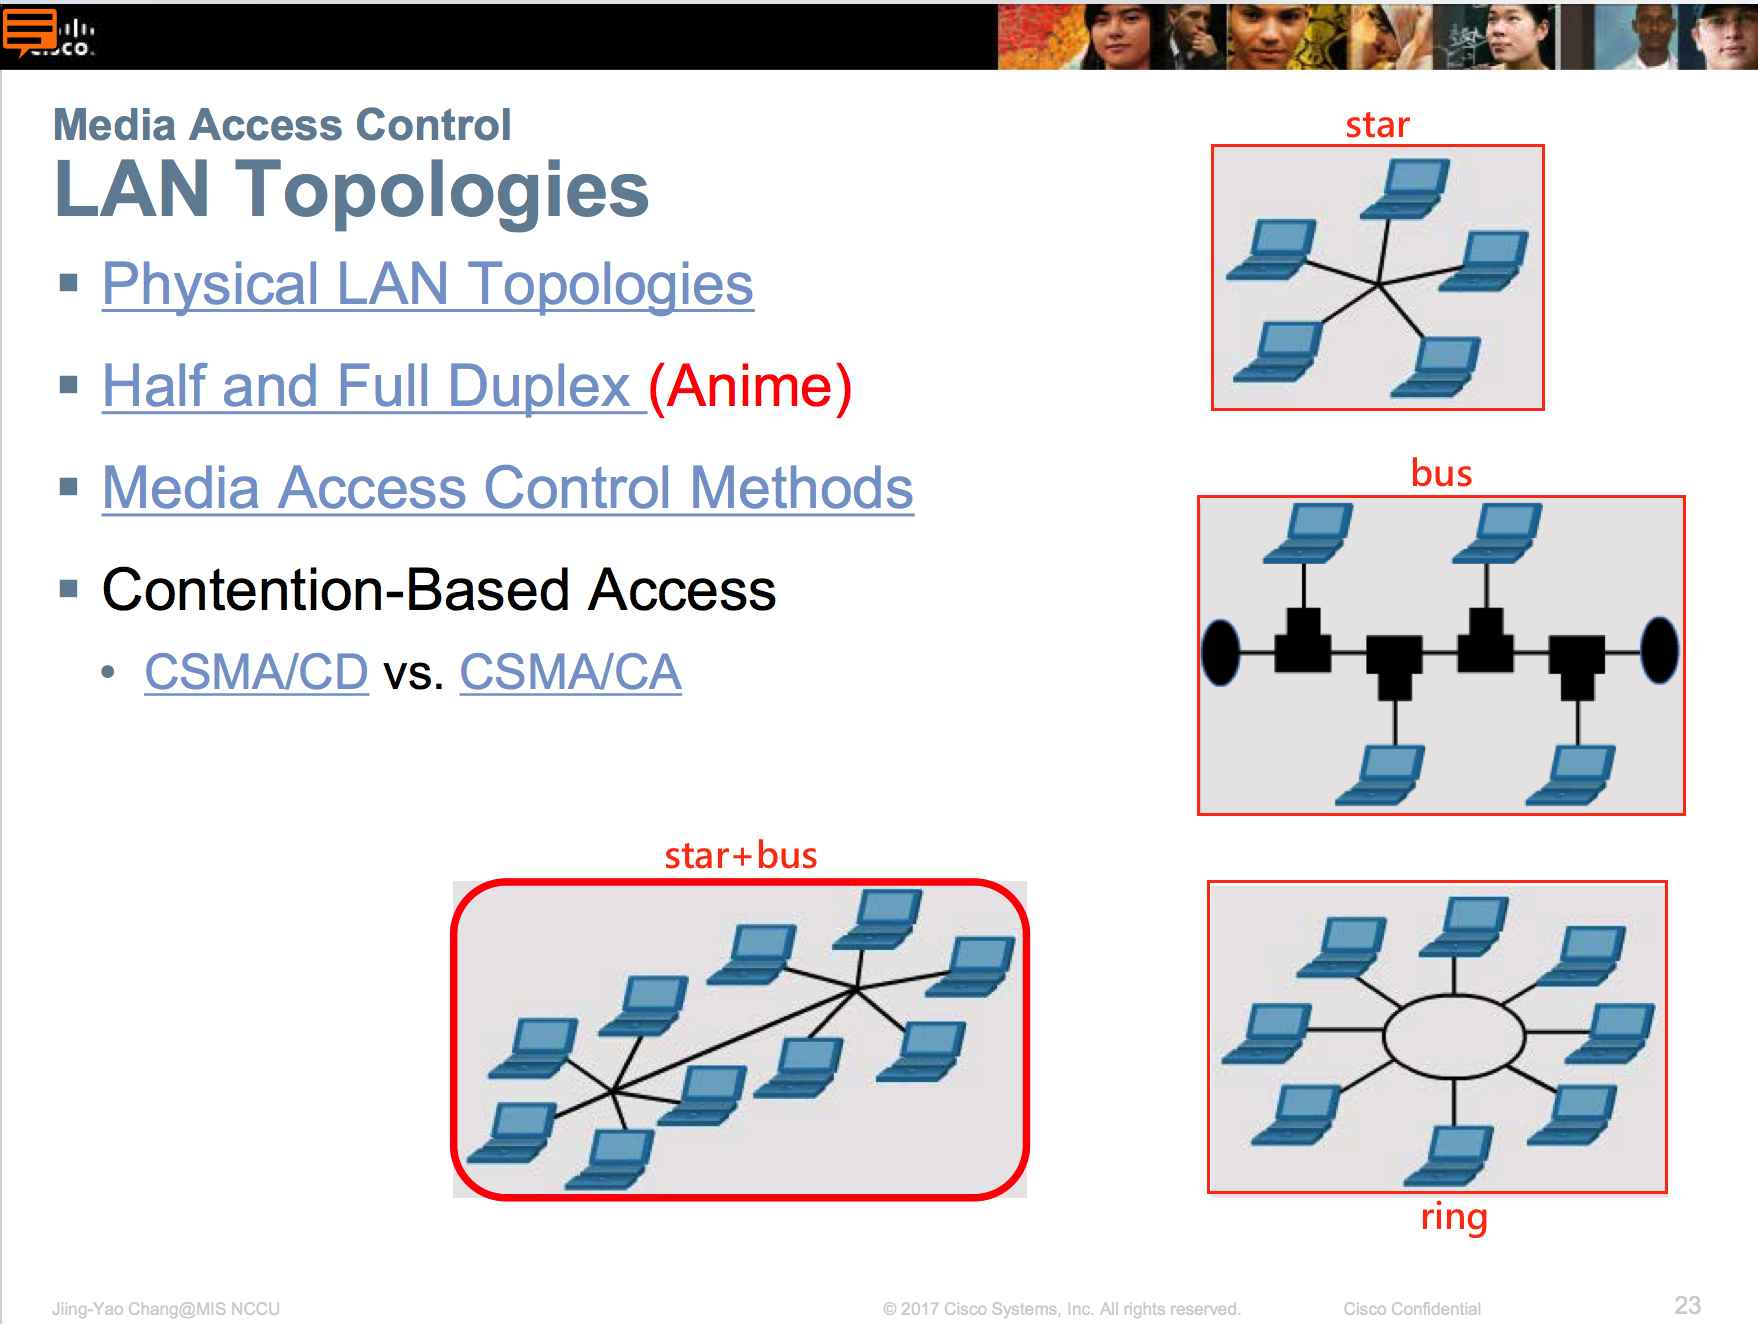 cisco.
Media Access Control
LAN Topologies
Physical LAN Topologies
Half and Full Duplex (Anime)
Media Access Control Methods
Contention-Based Access
CSMA/CD vs. CSMA/CA
star
bus
star+bus
ring
Jiing-Yao Chang@MIS NCCU
© 2017 Cisco Systems, Inc. All rights reserved.
Cisco Confidential
23